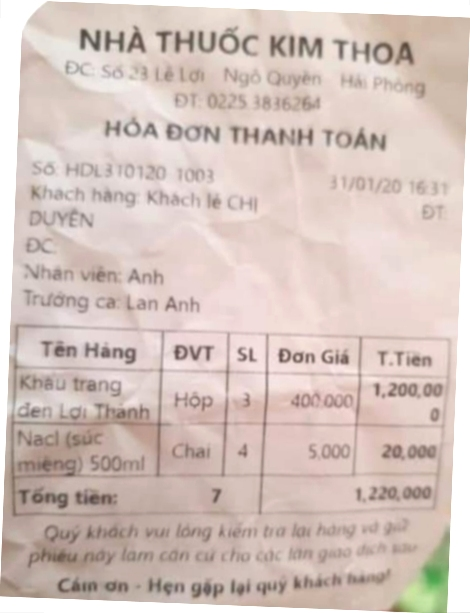 NHÀ THUỐC KIM THOA
ĐC: Số 23 Lê Lợi - Ngô Quyền - Hải Phòng
ĐT: 0225.3836264
HÓA ĐƠN THANH TOÁN
Số: HDL310120_1003 31/01/20 16:31
Khách hàng: Khách lẻ CHỊ ĐT:
DUYÊN
ĐC:
Nhân viên: Anh
Trưởng ca: Lan Anh
Tên Hàng ĐVT SL Đơn Giá T.Tiền
Khẩu trang Hộp 3 400.000 1,200,00
đen Lợi Thành 0
Nacl (súc Chai 4 5,000 20,000
miệng) 500ml
Tổng tiền: 7 1,220,000
Quý khách vui lòng kiểm tra lại hàng và giữ
phiếu này làm căn cứ cho các lần giao dịch sau
Cám ơn - Hẹn gặp lại quý khách hàng!